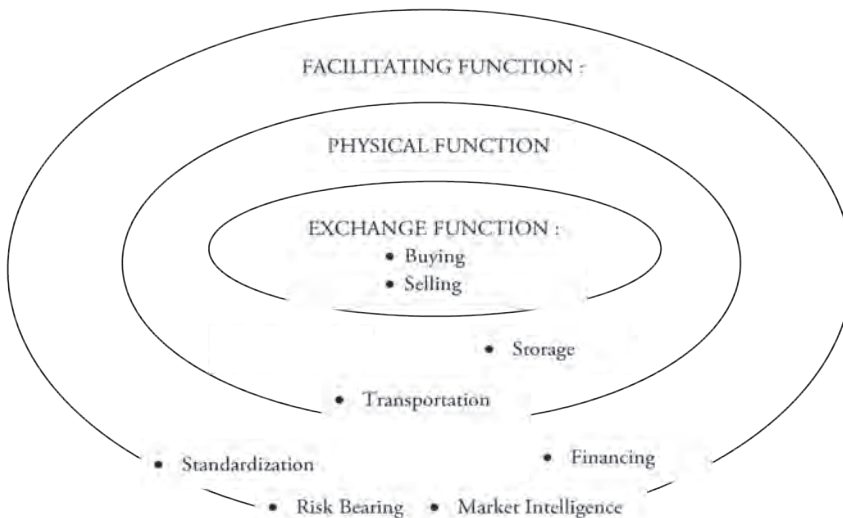 FACILITATING FUNCTION :
PHYSICAL FUNCTION
EXCHANGE FUNCTION :
• Buying
• Selling
• Storage
• Transportation
• Standardization
• Financing
• Risk Bearing • Market Intelligence